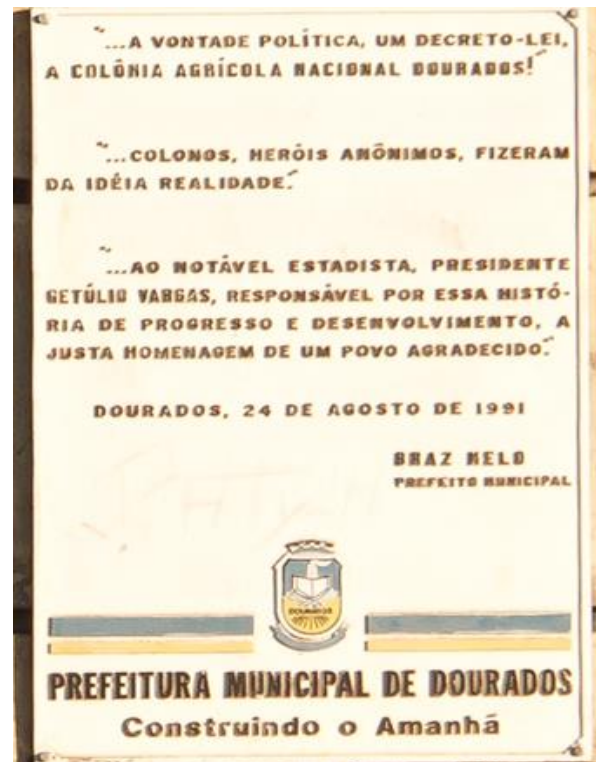 "...A VONTADE POLÍTICA, UM DECRETO-LEI,
A COLÔNIA AGRÍCOLA NACIONAL DOURADOS!"
"...COLONOS, HERÓIS ANÔNIMOS, FIZERAM
DA IDÉIA REALIDADE."
"...AO NOTÁVEL ESTADISTA, PRESIDENTE
GETÚLIO VARGAS, RESPONSÁVEL POR ESSA HISTÓ-
RIA DE PROGRESSO E DESENVOLVIMENTO, A
JUSTA HOMENAGEM DE UM POVO AGRADECIDO."
DOURADOS, 24 DE AGOSTO DE 1991
BRAZ MELO
PREFEITO MUNICIPAL
DOURADOS
PREFEITURA MUNICIPAL DE DOURADOS
Construindo o Amanhã